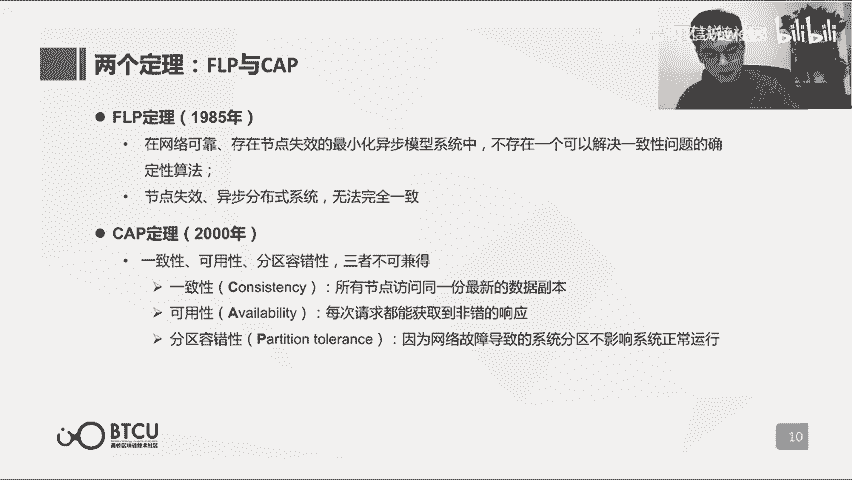 两个定理：FLP与CAP
● FLP定理（1985年）
• 在网络可靠、存在节点失效的最小化异步模型系统中，不存在一个可以解决一致性问题的确
定性算法；
• 节点失效、异步分布式系统，无法完全一致
● CAP定理（2000年）
• 一致性、可用性、分区容错性，三者不可兼得
➢ 一致性（Consistency）：所有节点访问同一份最新的数据副本
➢ 可用性（Availability）：每次请求都能获取到非错的响应
➢ 分区容错性（Partition tolerance）：因为网络故障导致的系统分区不影响系统正常运行
bilibili
BTCU
高校区块链技术社区
10